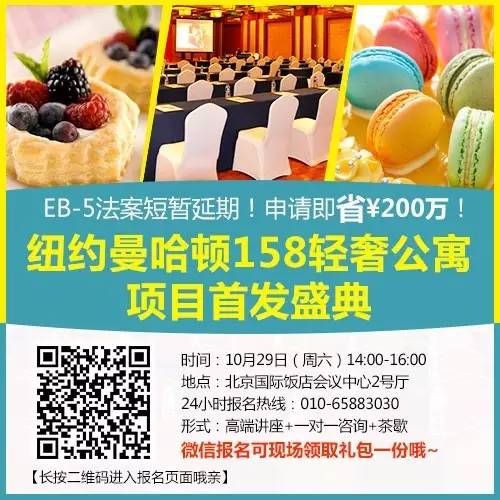 EB-5法案短暂延期！申请即省¥200万！
纽约曼哈顿158轻奢公寓
项目首发盛典
时间：10月29日（周六）14:00-16:00
地点：北京国际饭店会议中心2号厅
24小时报名热线：010-65883030
形式：高端讲座+一对一咨询+茶歇
微信报名可现场领取礼包一份哦~
【长按二维码进入报名页面哦亲】